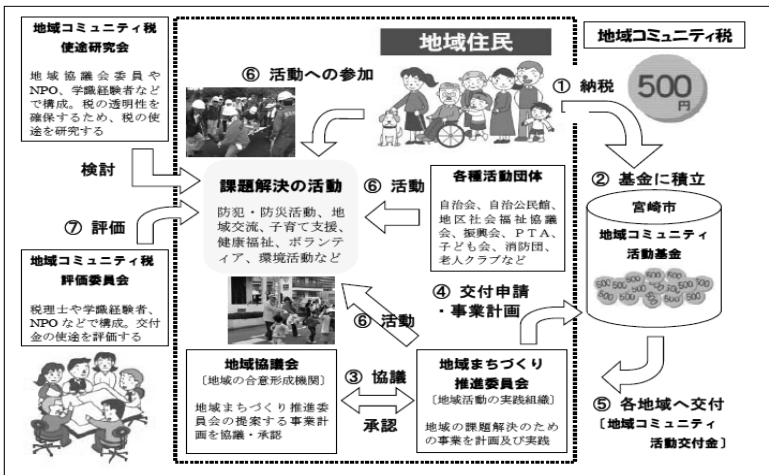 地域コミュニティ税
使途研究会
地域協議会委員や
NPO、学識経験者など
で構成。税の透明性を
確保するため、税の使
途を研究する
検討
⑦ 評価
地域コミュニティ税
評価委員会
税理士や学識経験者、
NPOなどで構成。交付
金の使途を評価する
地域住民
⑥ 活動への参加
課題解決の活動
防犯・防災活動、地
域交流、子育て支援、
健康福祉、ボランテ
ィア、環境活動など
⑥ 活動
各種活動団体
自治会、自治公民館、
地区社会福祉協議
会、振興会、PTA、
子ども会、消防団、
老人クラブなど
④ 交付申請
・事業計画
⑥ 活動
地域協議会
〔地域の合意形成機関〕
地域まちづくり推進委
員会の提案する事業計
画を協議・承認
③ 協議
承認
地域まちづくり
推進委員会
〔地域活動の実践組織〕
地域の課題解決のため
の事業を計画及び実践
地域コミュニティ税
500
円
① 納税
② 基金に積立
宮崎市
地域コミュニティ
活動基金
⑤ 各地域へ交付
〔地域コミュニティ
活動交付金〕